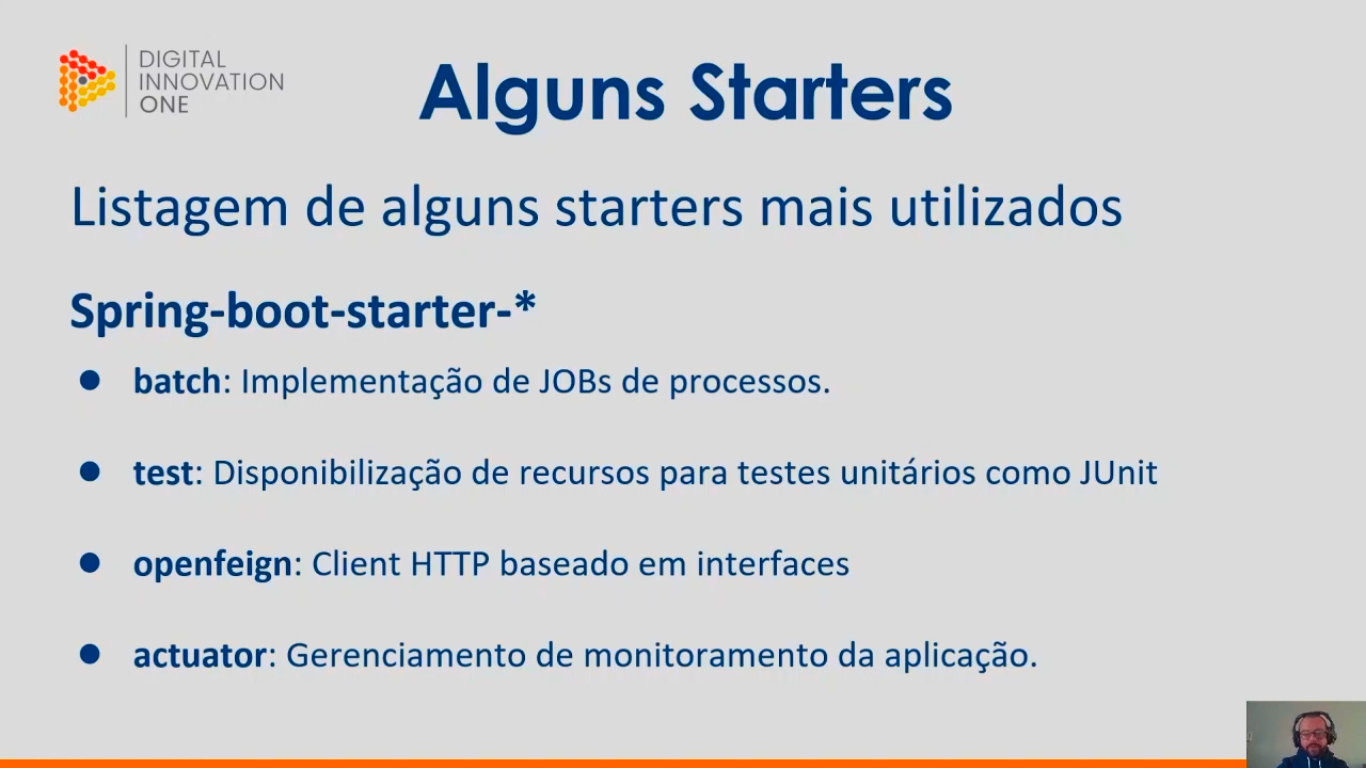 DIGITAL
INNOVATION
ONE
Alguns Starters
Listagem de alguns starters mais utilizados
Spring-boot-starter-*
● batch: Implementação de JOBs de processos.
● test: Disponibilização de recursos para testes unitários como JUnit
● openfeign: Client HTTP baseado em interfaces
● actuator: Gerenciamento de monitoramento da aplicação.